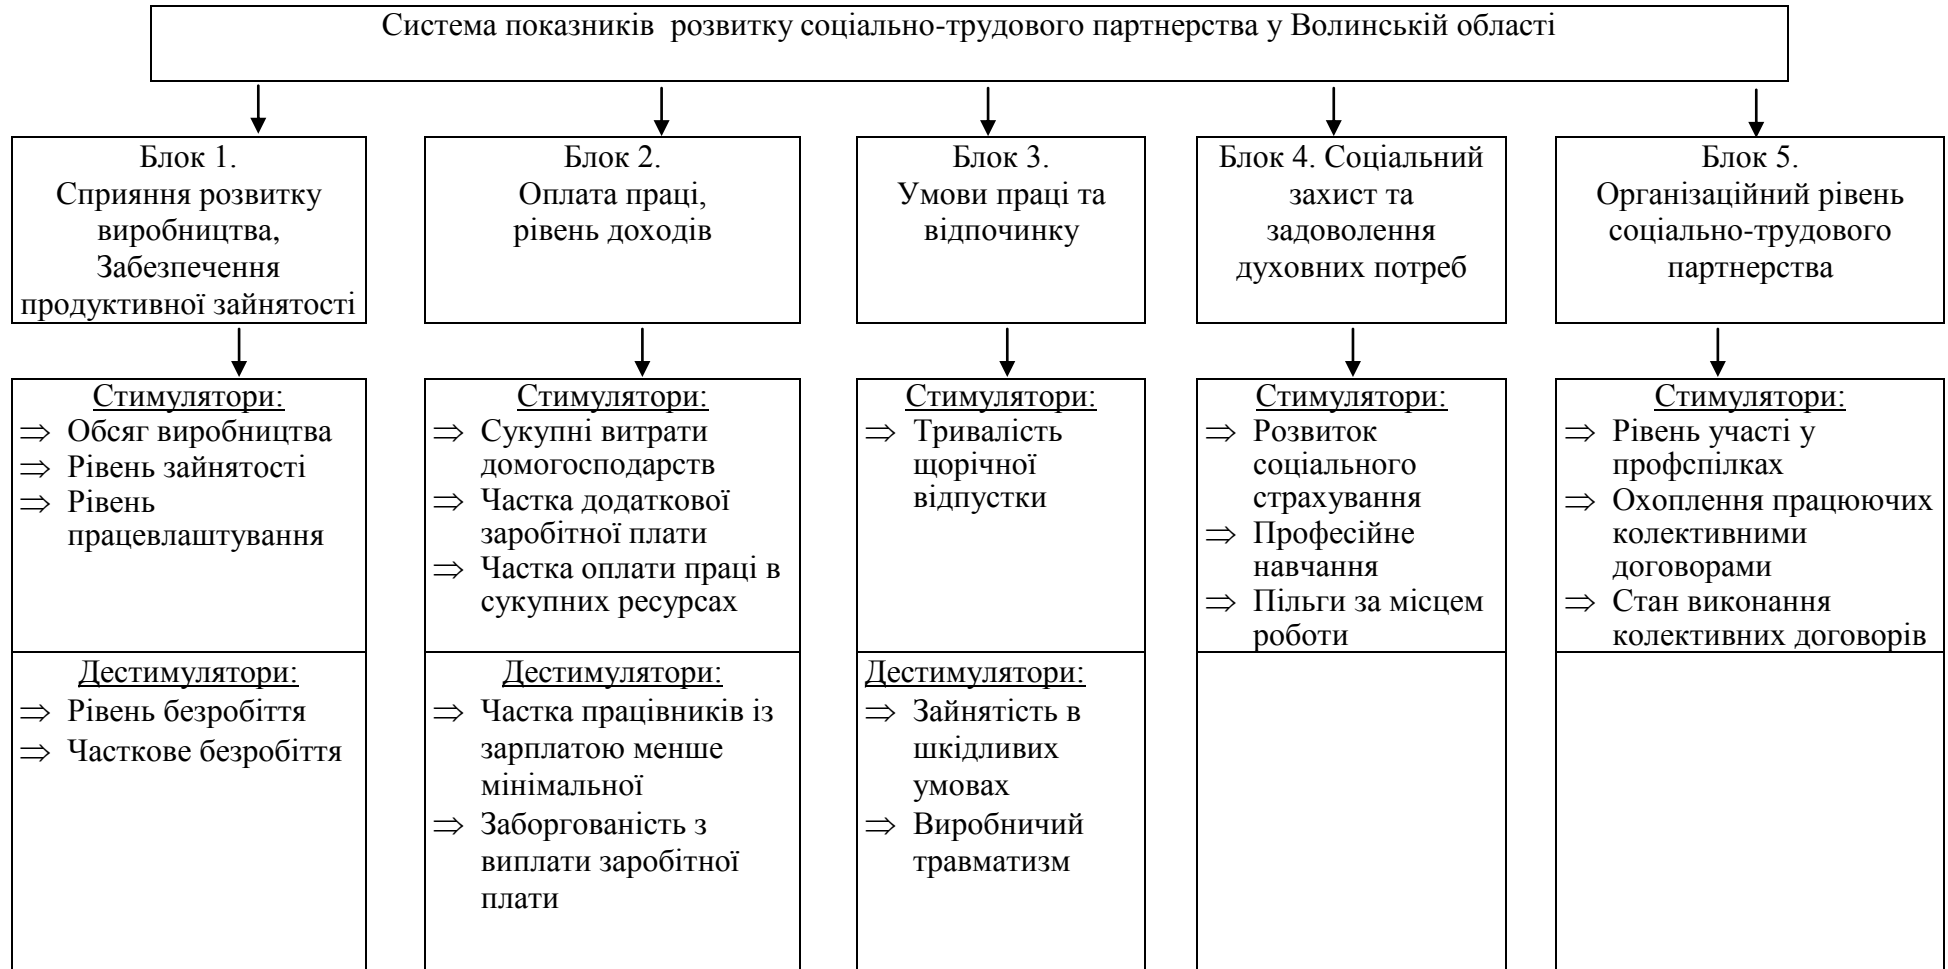 Система показників розвитку соціально-трудового партнерства у Волинській області
Блок 1.
Сприяння розвитку
виробництва,
Забезпечення
продуктивної зайнятості
Блок 2.
Оплата праці,
рівень доходів
Блок 3.
Умови праці та
відпочинку
Блок 4. Соціальний
захист та
задоволення
духовних потреб
Блок 5.
Організаційний рівень
соціально-трудового
партнерства
Стимулятори:
⇒ Обсяг виробництва
⇒ Рівень зайнятості
⇒ Рівень
працевлаштування
Стимулятори:
⇒ Сукупні витрати
домогосподарств
⇒ Частка додаткової
заробітної плати
⇒ Частка оплати праці в
сукупних ресурсах
Стимулятори:
⇒ Тривалість
щорічної
відпустки
Стимулятори:
⇒ Розвиток
соціального
страхування
⇒ Професійне
навчання
⇒ Пільги за місцем
роботи
Стимулятори:
⇒ Рівень участі у
профспілках
⇒ Охоплення працюючих
колективними
договорами
⇒ Стан виконання
колективних договорів
Дестимулятори:
⇒ Рівень безробіття
⇒ Часткове безробіття
Дестимулятори:
⇒ Частка працівників із
зарплатою менше
мінімальної
⇒ Заборгованість з
виплати заробітної
плати
Дестимулятори:
⇒ Зайнятість в
шкідливих
умовах
⇒ Виробничий
травматизм